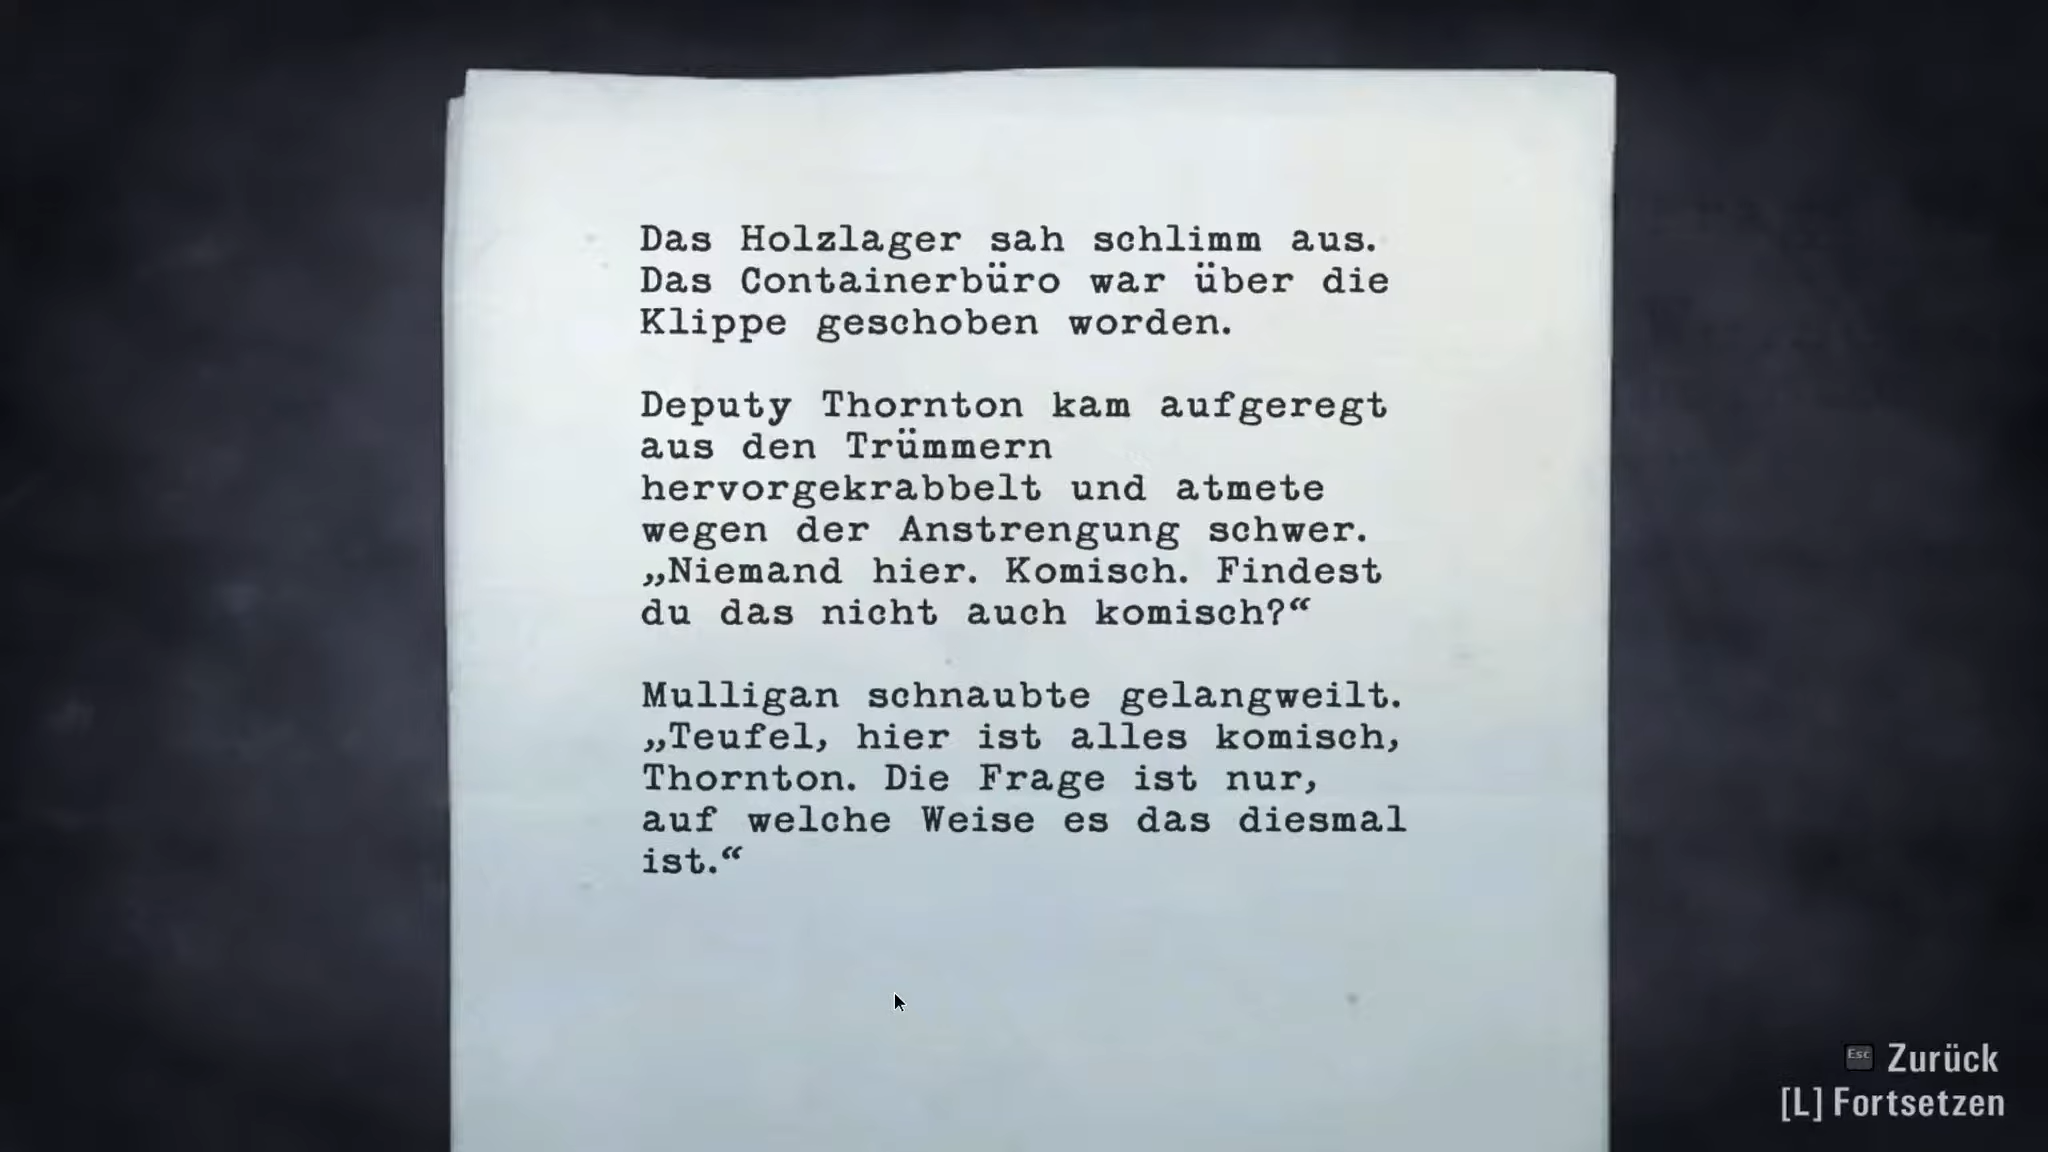 Das Holzlager sah schlimm aus.
Das Containerbüro war über die
Klippe geschoben worden.
Deputy Thornton kam aufgeregt
aus den Trümmern
hervorgekrabbelt und atmete
wegen der Anstrengung schwer.
„Niemand hier. Komisch. Findest
du das nicht auch komisch?“
Mulligan schnaubte gelangweilt.
„Teufel, hier ist alles komisch,
Thornton. Die Frage ist nur,
auf welche Weise es das diesmal
ist.“
Esc Zurück
[L] Fortsetzen